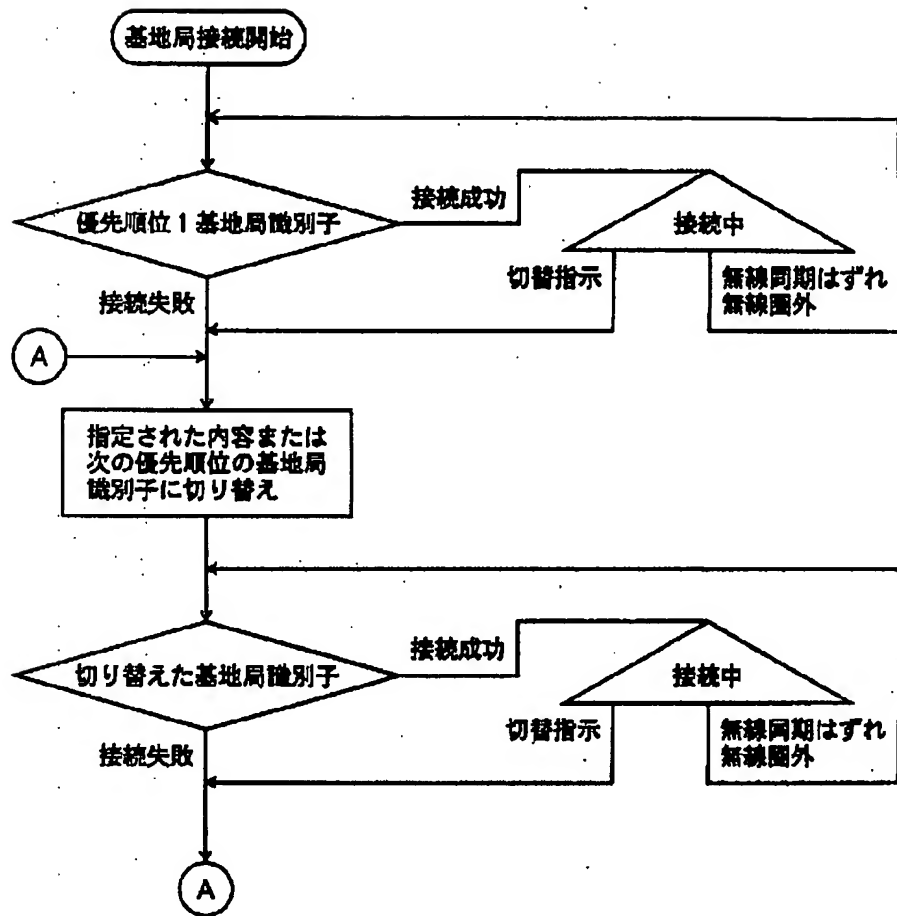 基地局接続開始
優先順位1基地局識別子
接続成功
接続中
接続失敗
切替指示
無線同期はずれ
無線圏外
A
指定された内容または
次の優先順位の基地局
識別子に切り替え
切り替えた基地局識別子
接続成功
接続中
接続失敗
切替指示
無線同期はずれ
無線圏外
A